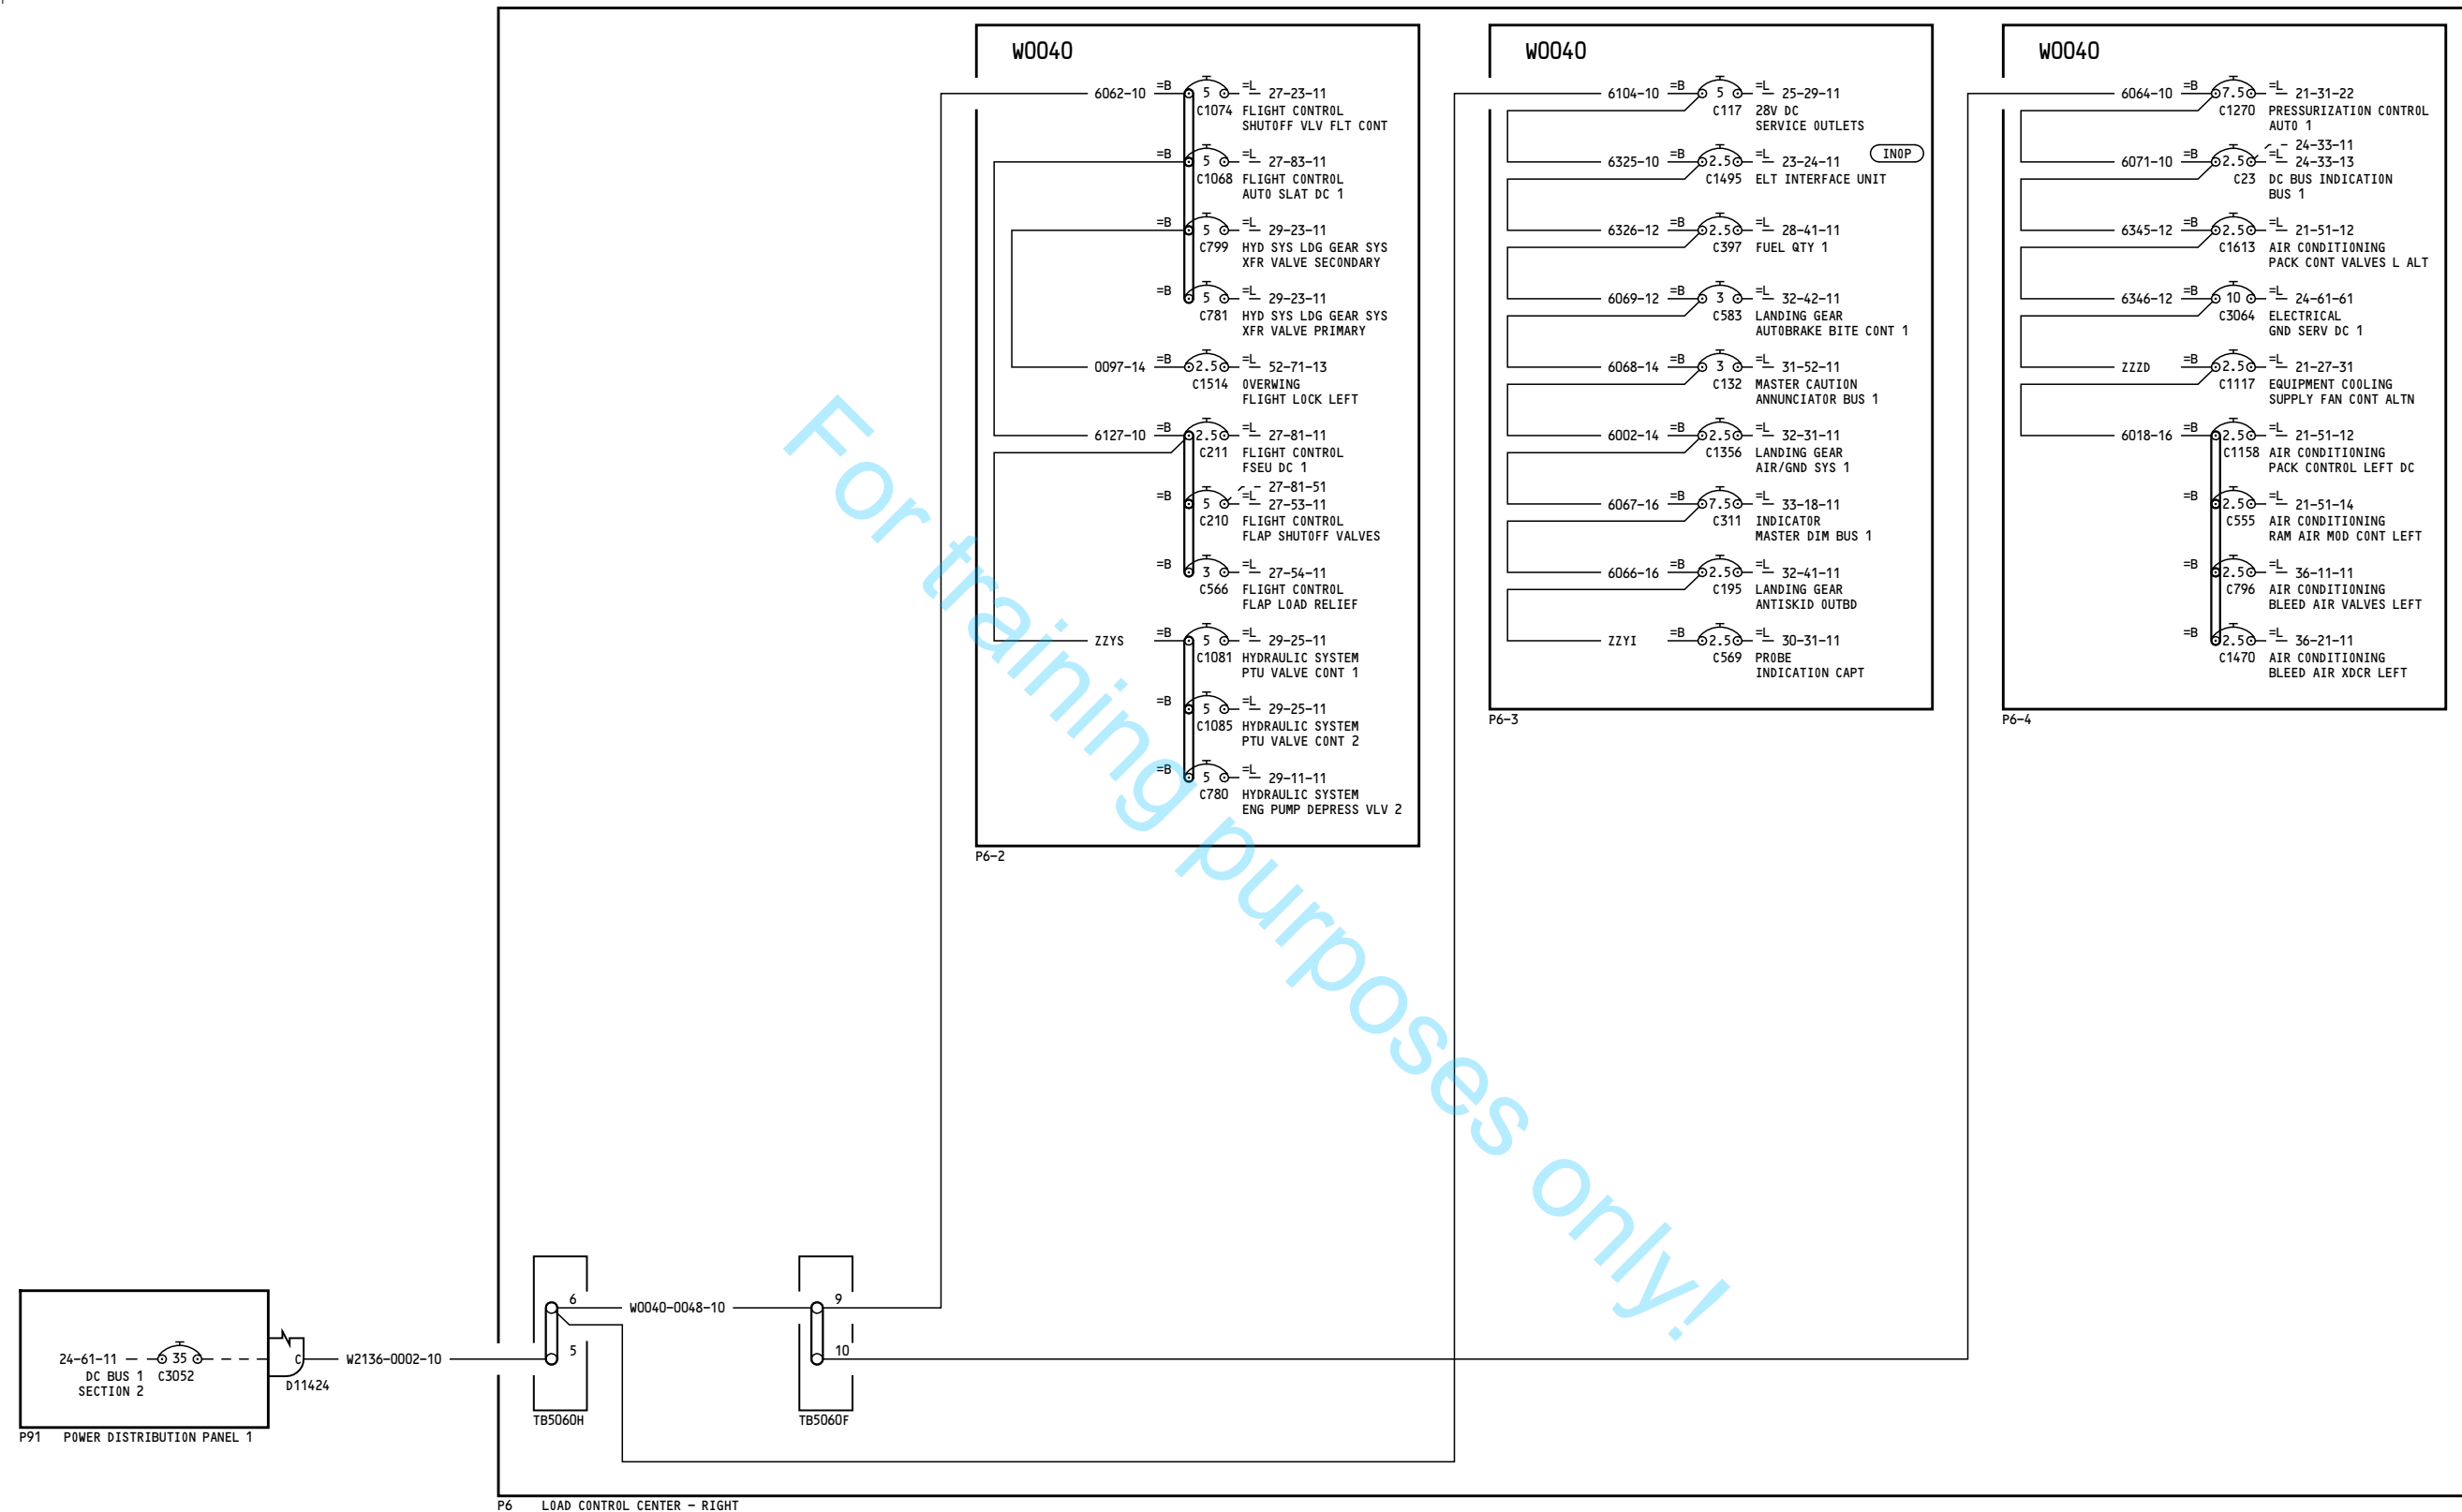 W0040
6062-10 =B 5 =L 27-23-11
C1074 FLIGHT CONTROL
SHUTOFF VLV FLT CONT
=B 5 =L 27-83-11
C1068 FLIGHT CONTROL
AUTO SLAT DC 1
=B 5 =L 29-23-11
C799 HYD SYS LDG GEAR SYS
XFR VALVE SECONDARY
=B 5 =L 29-23-11
C781 HYD SYS LDG GEAR SYS
XFR VALVE PRIMARY
0097-14 =B 2.5 =L 52-71-13
C1514 OVERWING
FLIGHT LOCK LEFT
6127-10 =B 2.5 =L 27-81-11
C211 FLIGHT CONTROL
FSEU DC 1
27-81-51
=B 5 =L 27-53-11
C210 FLIGHT CONTROL
FLAP SHUTOFF VALVES
=B 3 =L 27-54-11
C566 FLIGHT CONTROL
FLAP LOAD RELIEF
ZZYS =B 5 =L 29-25-11
C1081 HYDRAULIC SYSTEM
PTU VALVE CONT 1
=B 5 =L 29-25-11
C1085 HYDRAULIC SYSTEM
PTU VALVE CONT 2
=B 5 =L 29-11-11
C780 HYDRAULIC SYSTEM
ENG PUMP DEPRESS VLV 2
P6-2
W0040
6104-10 =B 5 =L 25-29-11
C117 28V DC
SERVICE OUTLETS
INOP
6325-10 =B 2.5 =L 23-24-11
C1495 ELT INTERFACE UNIT
6326-12 =B 2.5 =L 28-41-11
C397 FUEL QTY 1
6069-12 =B 3 =L 32-42-11
C583 LANDING GEAR
AUTOBRAKE BITE CONT 1
6068-14 =B 3 =L 31-52-11
C132 MASTER CAUTION
ANNUNCIATOR BUS 1
6002-14 =B 2.5 =L 32-31-11
C1356 LANDING GEAR
AIR/GND SYS 1
6067-16 =B 7.5 =L 33-18-11
C311 INDICATOR
MASTER DIM BUS 1
6066-16 =B 2.5 =L 32-41-11
C195 LANDING GEAR
ANTISKID OUTBD
ZZYI =B 2.5 =L 30-31-11
C569 PROBE
INDICATION CAPT
P6-3
W0040
6064-10 =B 7.5 =L 21-31-22
C1270 PRESSURIZATION CONTROL
AUTO 1
24-33-11
6071-10 =B 2.5 =L 24-33-13
C23 DC BUS INDICATION
BUS 1
6345-12 =B 2.5 =L 21-51-12
C1613 AIR CONDITIONING
PACK CONT VALVES L ALT
6346-12 =B 10 =L 24-61-61
C3064 ELECTRICAL
GND SERV DC 1
ZZZD =B 2.5 =L 21-27-31
C1117 EQUIPMENT COOLING
SUPPLY FAN CONT ALTN
6018-16 =B 2.5 =L 21-51-12
C1158 AIR CONDITIONING
PACK CONTROL LEFT DC
=B 2.5 =L 21-51-14
C555 AIR CONDITIONING
RAM AIR MOD CONT LEFT
=B 2.5 =L 36-11-11
C796 AIR CONDITIONING
BLEED AIR VALVES LEFT
=B 2.5 =L 36-21-11
C1470 AIR CONDITIONING
BLEED AIR XDCR LEFT
P6-4
For training purposes only!
24-61-11 35
DC BUS 1 C3052
SECTION 2
C
D11424
P91 POWER DISTRIBUTION PANEL 1
W2136-0002-10
6
5
TB5060H
W0040-0048-10
9
10
TB5060F
P6 LOAD CONTROL CENTER - RIGHT